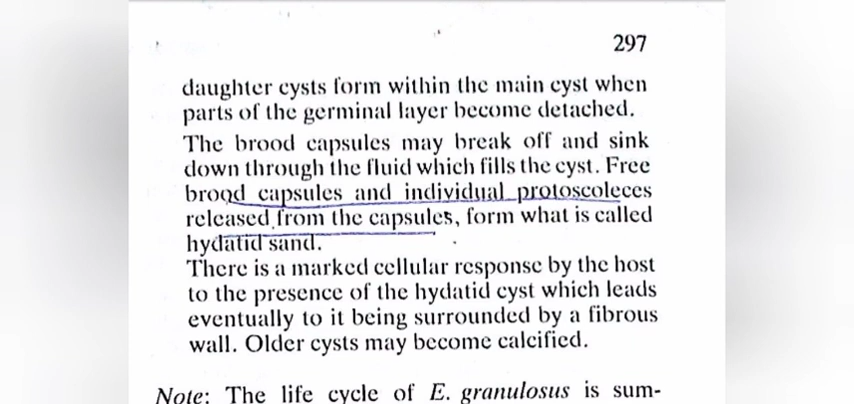 297
daughter cysts form within the main cyst when
parts of the germinal layer become detached.
The brood capsules may break off and sink
down through the fluid which fills the cyst. Free
brood capsules and individual protoscoleces
released from the capsules, form what is called
hydatid sand.
There is a marked cellular response by the host
to the presence of the hydatid cyst which leads
eventually to it being surrounded by a fibrous
wall. Older cysts may become calcified.
Note: The life cycle of E. granulosus is sum-